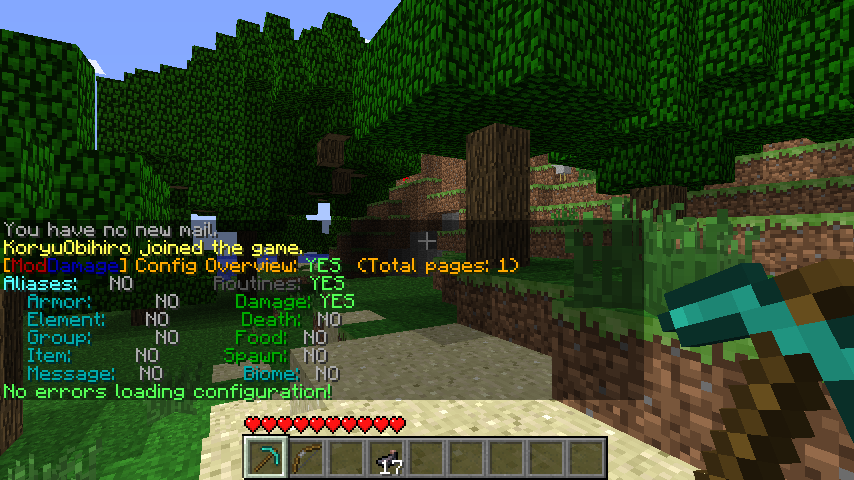 You have no new mail.
KoryuObihiro joined the game.
[ModDamage] Config Overview: YES (Total pages: 1)
Aliases: NO Routines: YES
Armor: NO Damage: YES
Element: NO Death: NO
Group: NO Food: NO
Item: NO Spawn: NO
Message: NO Biome: NO
No errors loading configuration!
17